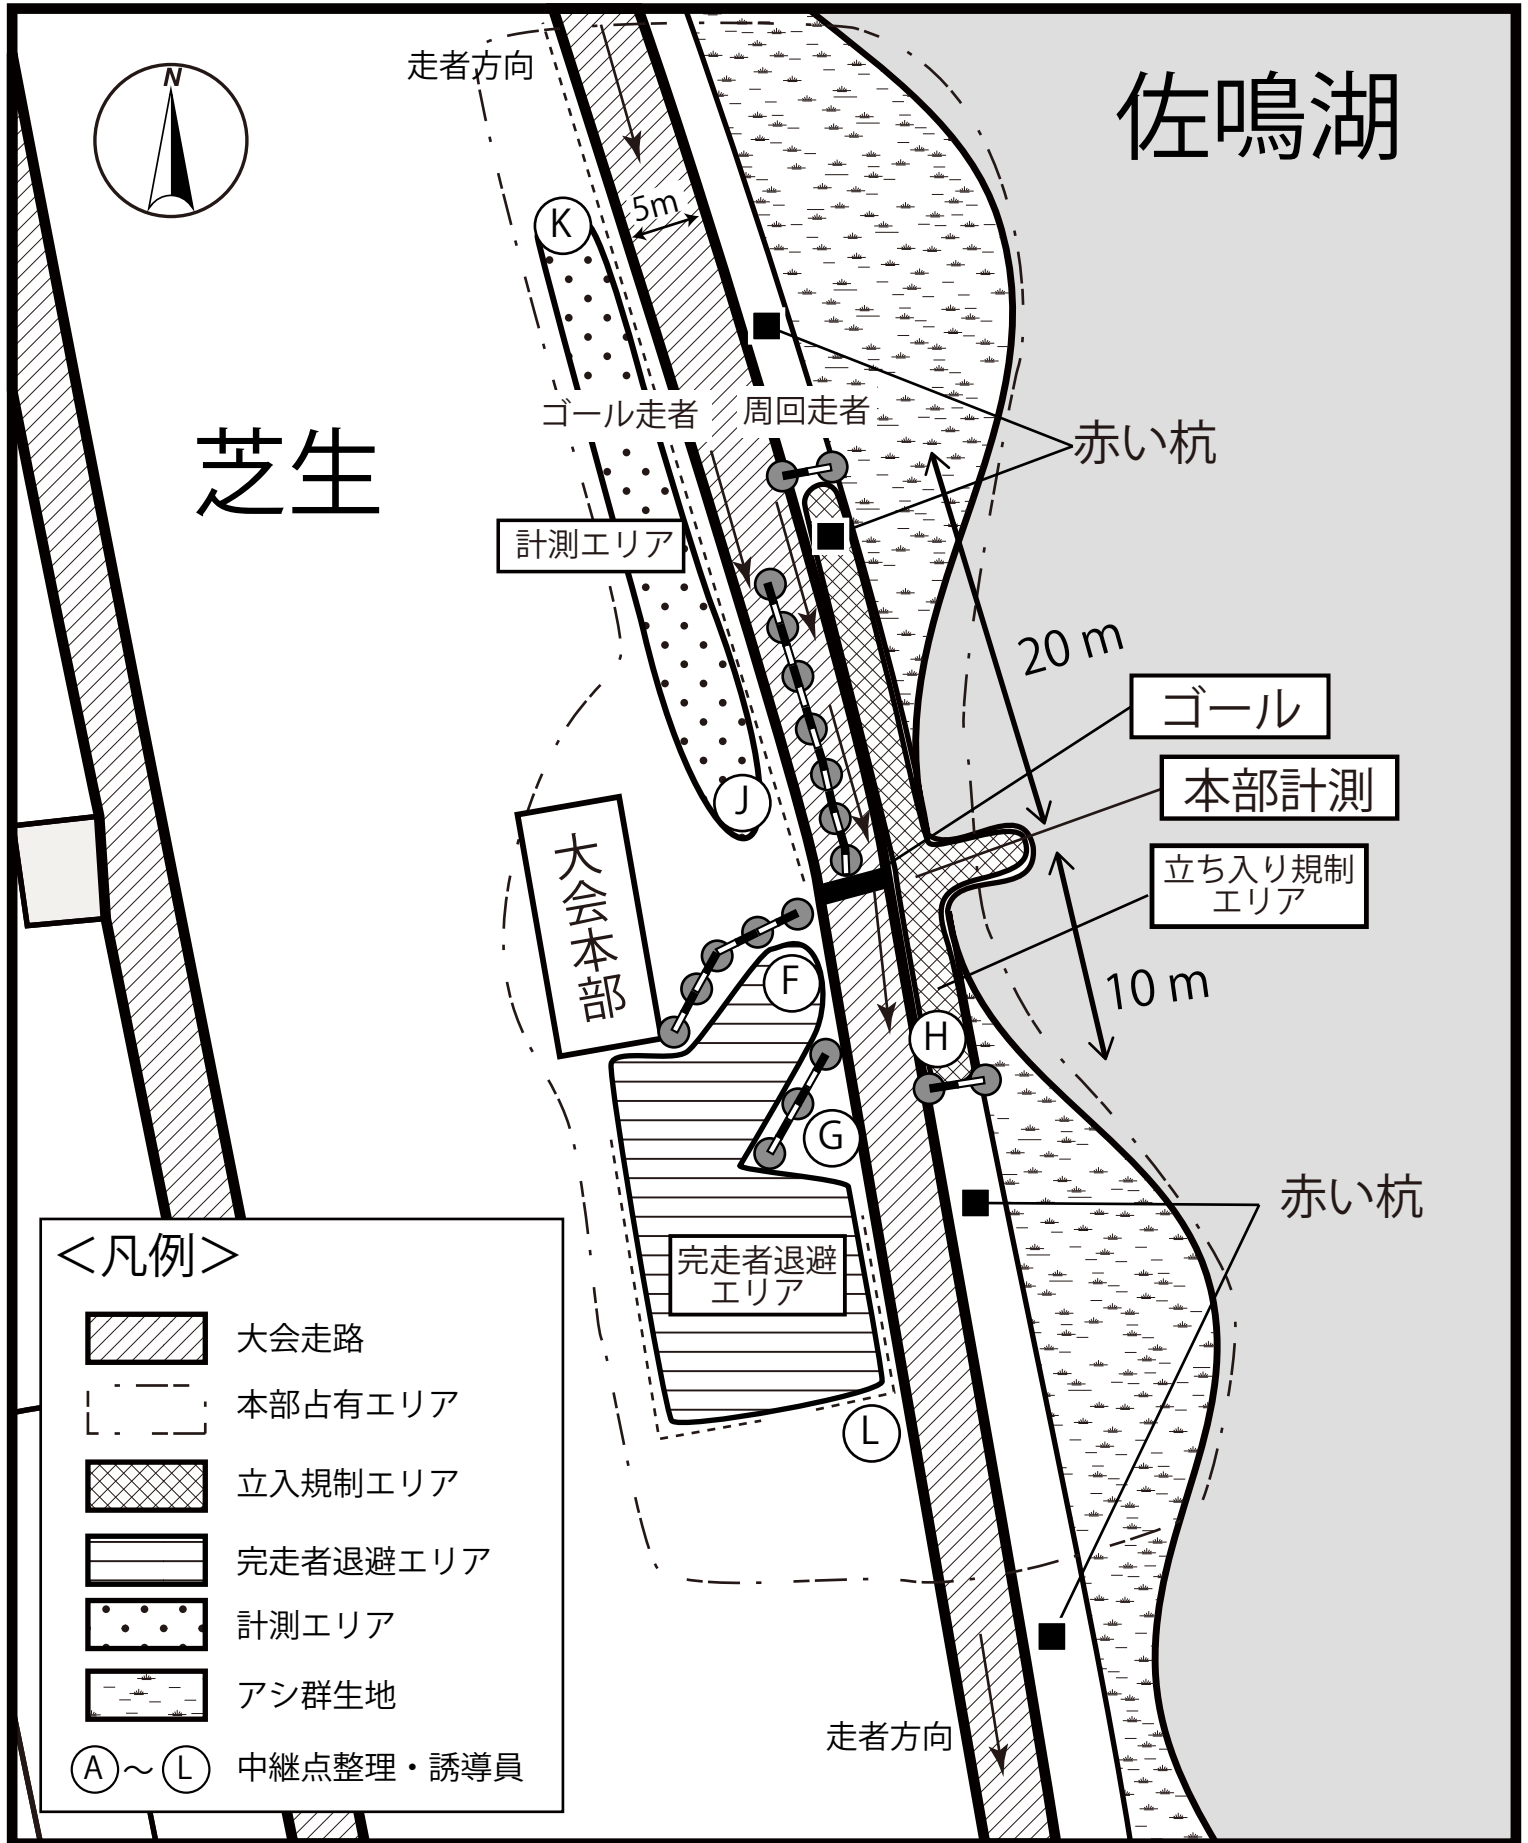 走者方向
N
佐鳴湖
K
5m
ゴール走者
周回走者
赤い杭
芝生
計測エリア
20 m
ゴール
本部計測
J
大会本部
立ち入り規制
エリア
F
10 m
H
G
赤い杭
完走者退避
エリア
L
走者方向
＜凡例＞
大会走路
本部占有エリア
立入規制エリア
完走者退避エリア
計測エリア
アシ群生地
A～L 中継点整理・誘導員